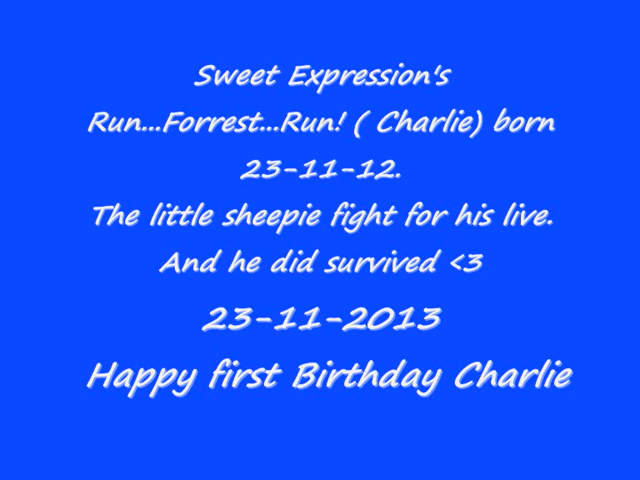 Sweet Expression's
Run...Forrest...Run! ( Charlie) born
23-11-12.
The little sheepie fight for his live.
And he did survived <3
23-11-2013
Happy first Birthday Charlie